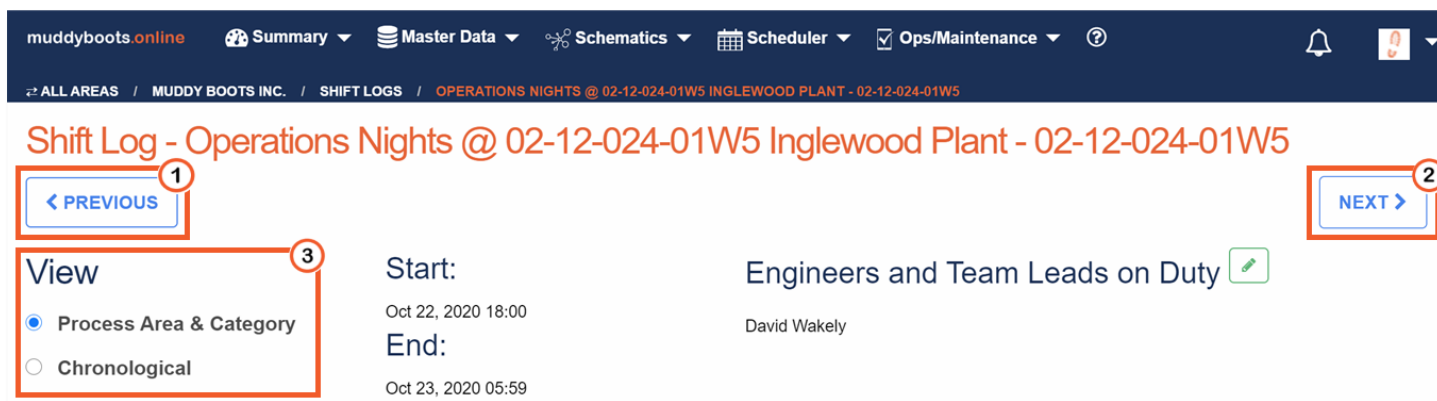 muddyboots.online Summary Master Data Schematics Scheduler Ops/Maintenance ?
ALL AREAS / MUDDY BOOTS INC. / SHIFT LOGS / OPERATIONS NIGHTS @ 02-12-024-01W5 INGLEWOOD PLANT - 02-12-024-01W5
Shift Log - Operations Nights @ 02-12-024-01W5 Inglewood Plant - 02-12-024-01W5
1
2
PREVIOUS
NEXT
3
View
Process Area & Category
Chronological
Start:
Oct 22, 2020 18:00
End:
Oct 23, 2020 05:59
Engineers and Team Leads on Duty
David Wakely